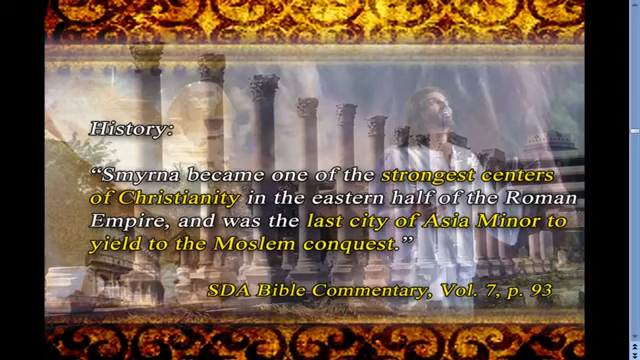 History:
“Smyrna became one of the strongest centers
of Christianity in the eastern half of the Roman
Empire, and was the last city of Asia Minor to
yield to the Moslem conquest.”
SDA Bible Commentary, Vol. 7, p. 93